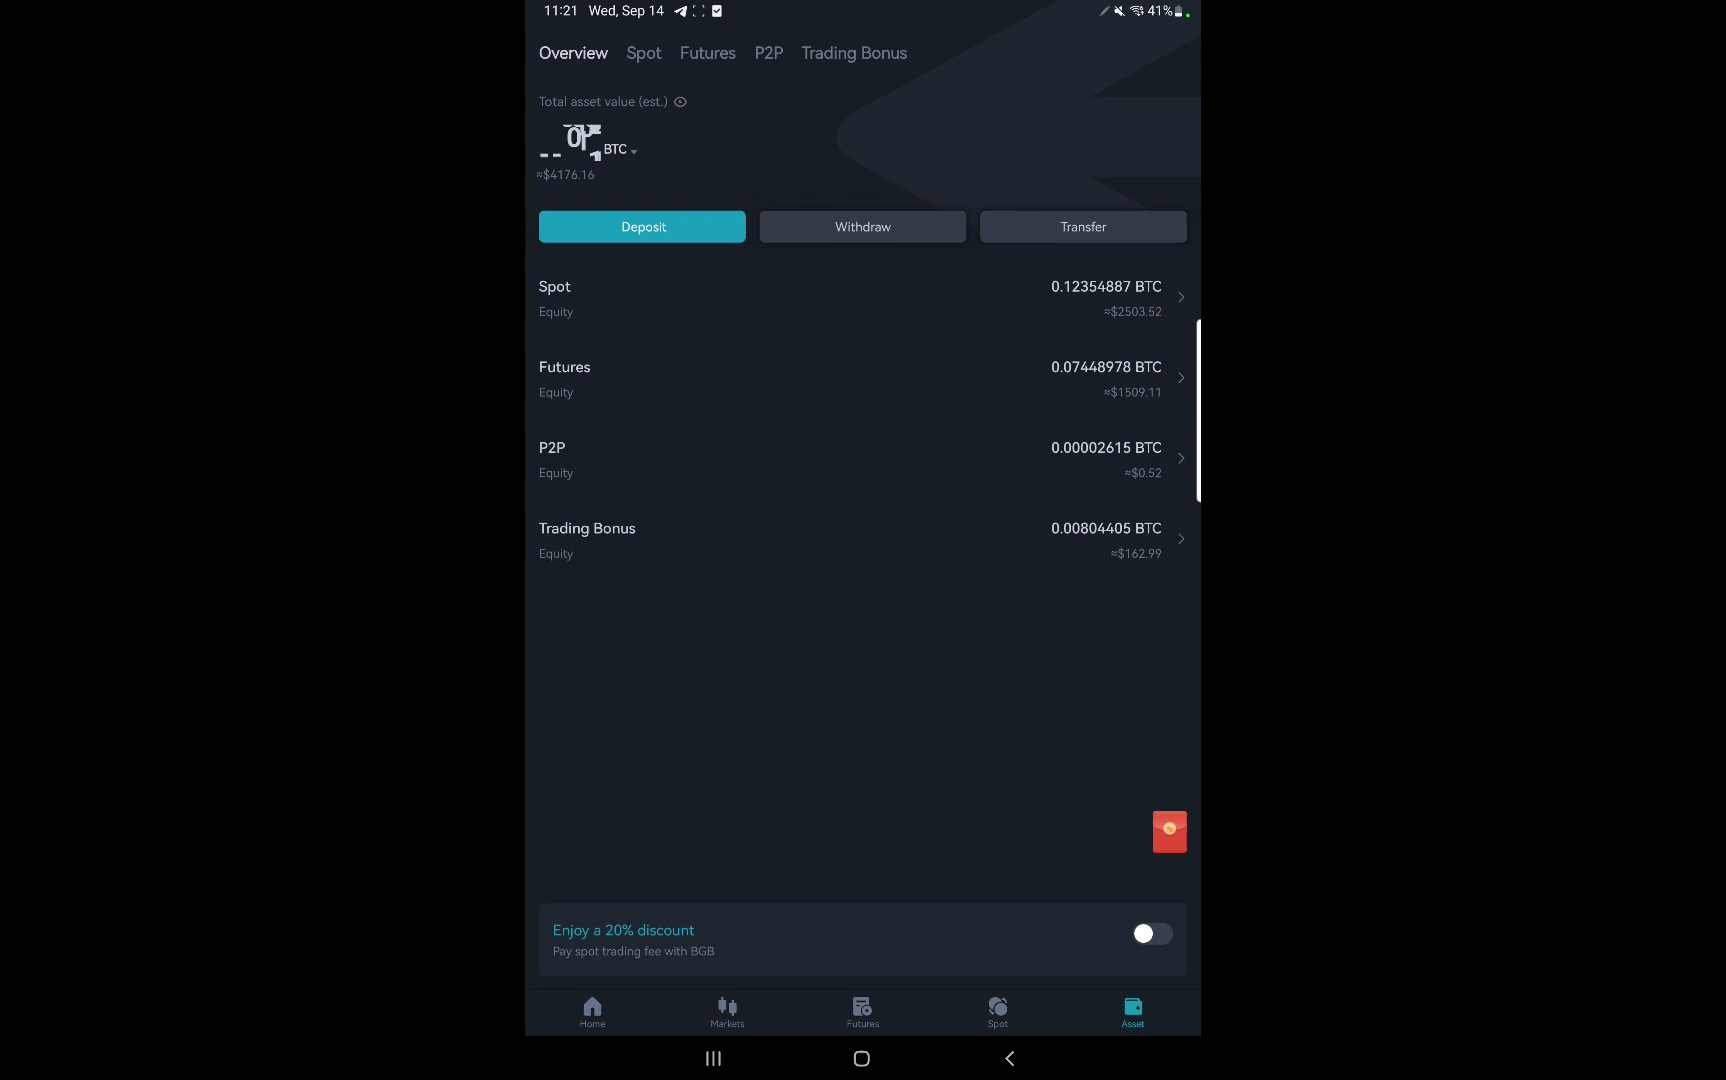 11:21 Wed, Sep 14 41%
Overview Spot Futures P2P Trading Bonus
Total asset value (est.)
BTC
≈$4176.16
Deposit Withdraw Transfer
Spot 0.12354887 BTC
Equity ≈$2503.52
Futures 0.07448978 BTC
Equity ≈$1509.11
P2P 0.00002615 BTC
Equity ≈$0.52
Trading Bonus 0.00804405 BTC
Equity ≈$162.99
Enjoy a 20% discount
Pay spot trading fee with BGB
Home Markets Futures Spot Asset